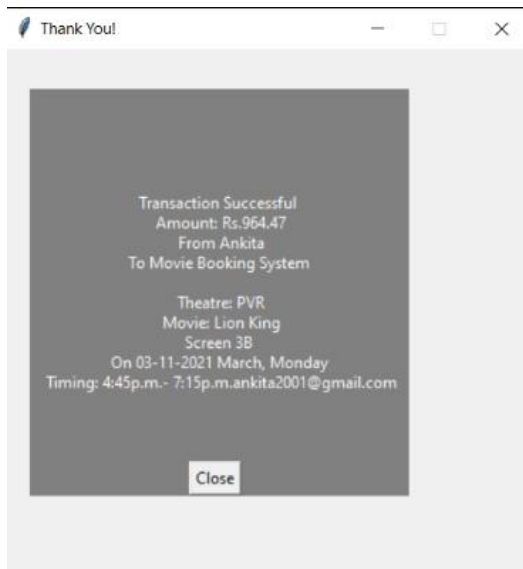 Thank You!
Transaction Successful
Amount: Rs.964.47
From Ankita
To Movie Booking System
Theatre: PVR
Movie: Lion King
Screen 3B
On 03-11-2021 March, Monday
Timing: 4:45p.m.- 7:15p.m.ankita2001@gmail.com
Close